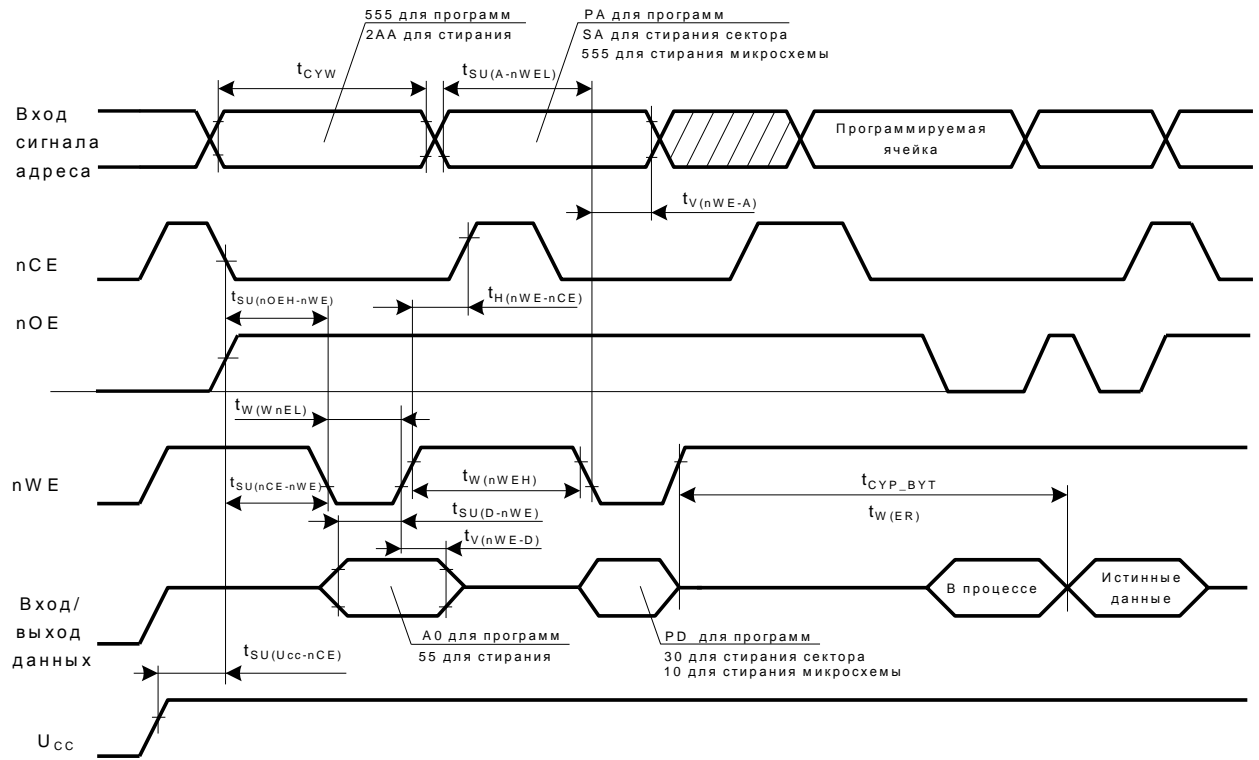 555 для программ
2АА для стирания
PA для программ
SA для стирания сектора
555 для стирания микросхемы
tCYW
tSU(A-nWEL)
Вход
сигнала
адреса
Программируемая
ячейка
tV(nWE-A)
nCE
tSU(nOEH-nWE)
tH(nWE-nCE)
nOE
tW(WnEL)
nWE
tSU(nCE-nWE)
tW(nWEH)
tCYP_BYT
tW(ER)
tSU(D-nWE)
tV(nWE-D)
Вход/
выход
данных
В процессе
Истинные
данные
A0 для программ
55 для стирания
PD для программ
30 для стирания сектора
10 для стирания микросхемы
tSU(Ucc-nCE)
UCC